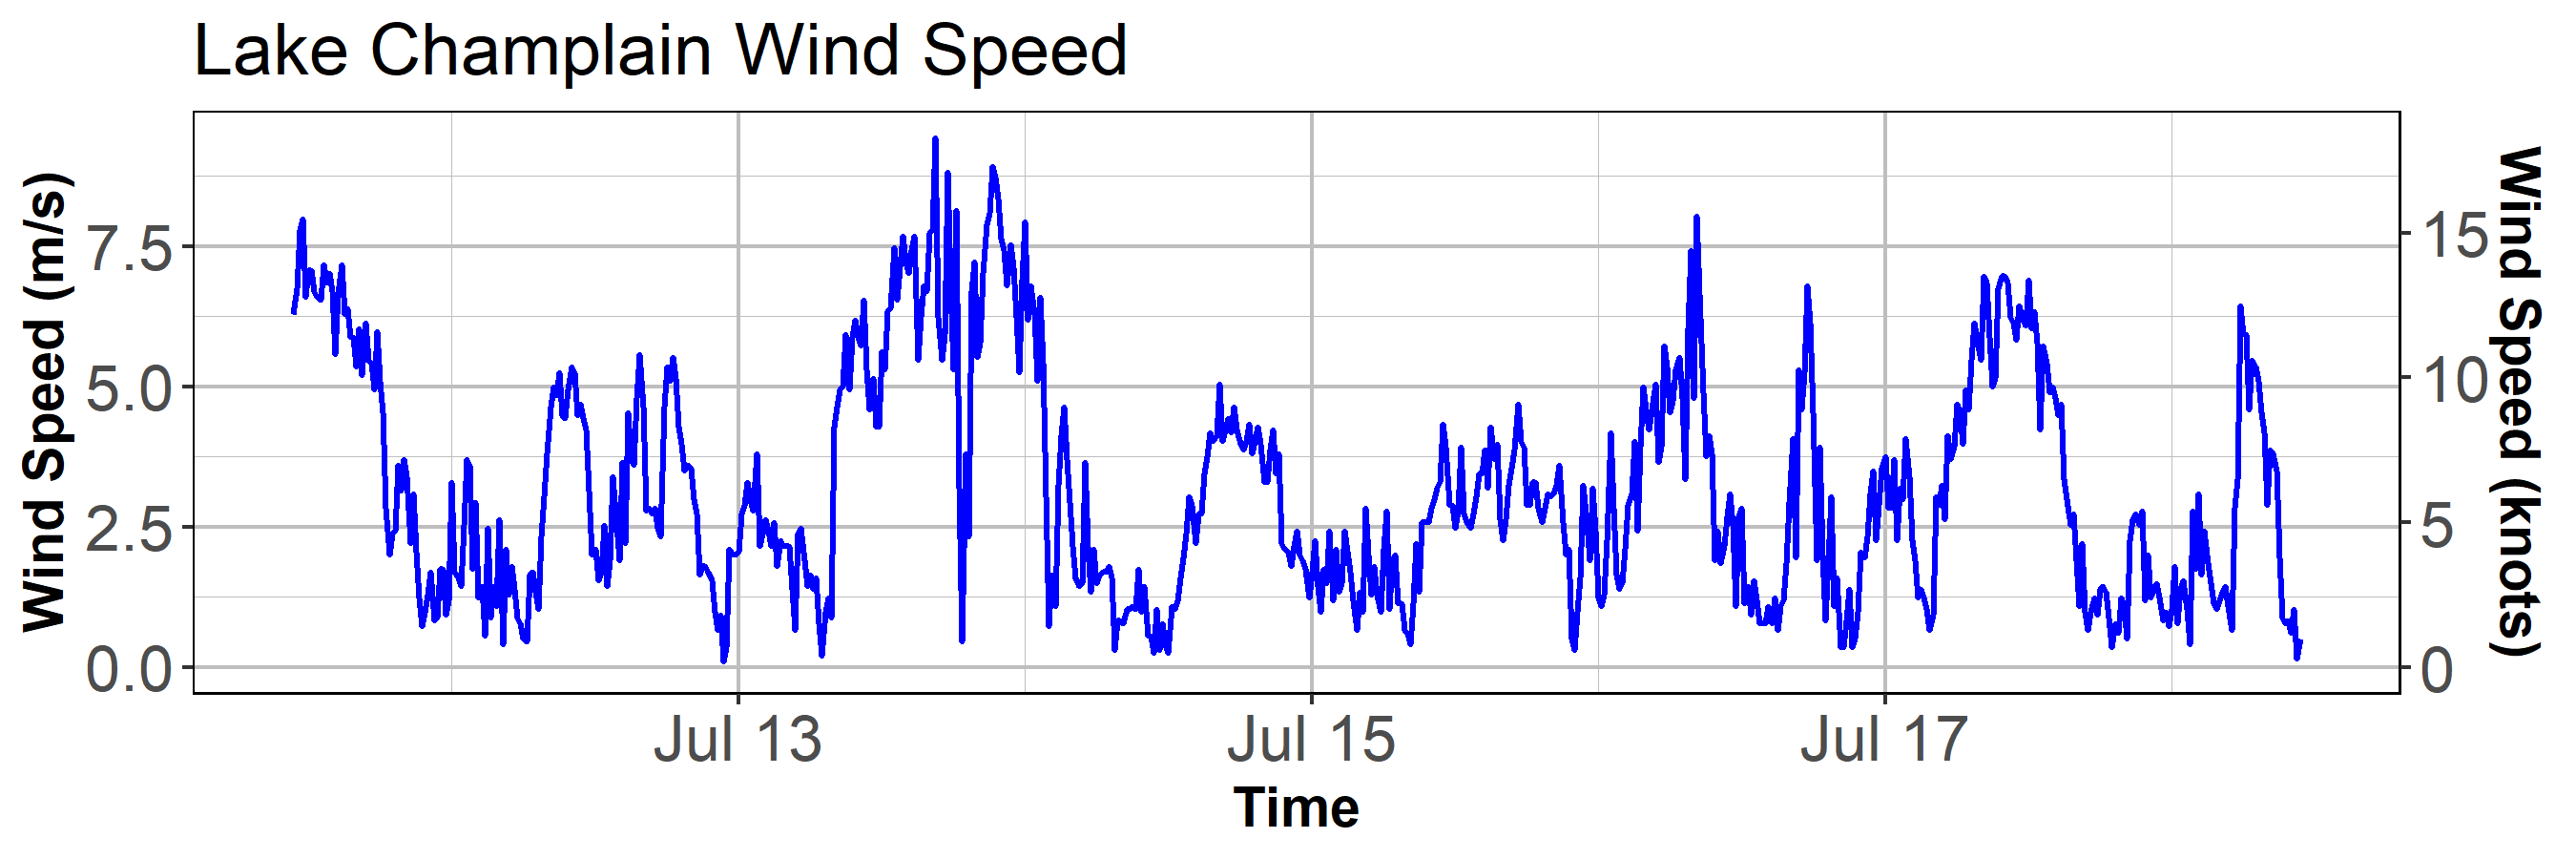 Lake Champlain Wind Speed
Wind Speed (m/s)
7.5
5.0
2.5
0.0
15
10
5
0
Wind Speed (knots)
Jul 13
Jul 15
Jul 17
Time